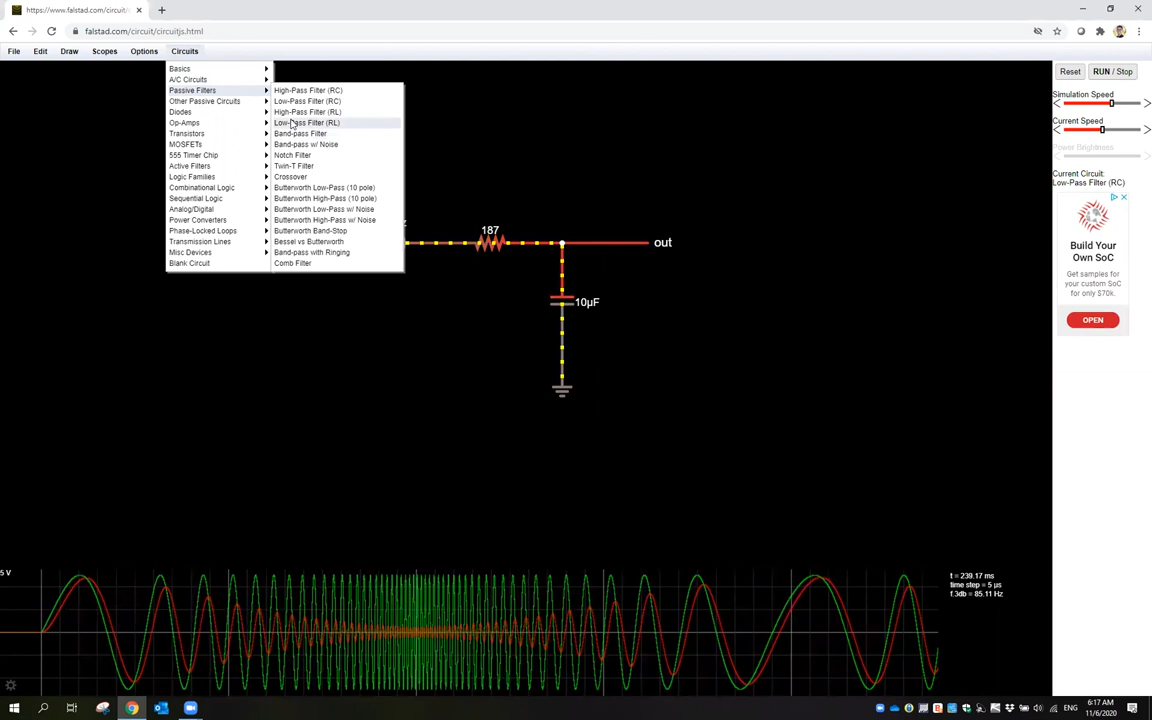 https://www.falstad.com/circuit/
falstad.com/circuit/circuitjs.html
File Edit Draw Scopes Options Circuits
Basics
A/C Circuits
Passive Filters
Other Passive Circuits
Diodes
Op-Amps
Transistors
MOSFETs
555 Timer Chip
Active Filters
Logic Families
Combinational Logic
Sequential Logic
Analog/Digital
Power Converters
Phase-Locked Loops
Transmission Lines
Misc Devices
Blank Circuit
High-Pass Filter (RC)
Low-Pass Filter (RC)
High-Pass Filter (RL)
Low-Pass Filter (RL)
Band-pass Filter
Band-pass w/ Noise
Notch Filter
Twin-T Filter
Crossover
Butterworth Low-Pass (10 pole)
Butterworth High-Pass (10 pole)
Butterworth Low-Pass w/ Noise
Butterworth High-Pass w/ Noise
Butterworth Band-Stop
Bessel vs Butterworth
Band-pass with Ringing
Comb Filter
187
out
10μF
Reset RUN / Stop
Simulation Speed
Current Speed
Power Brightness
Current Circuit:
Low-Pass Filter (RC)
Build Your
Own SoC
Get samples for
your custom SoC
for only $70k.
OPEN
5 V
t = 239.17 ms
time step = 5 μs
f.3db = 85.11 Hz
ENG
6:17 AM
11/6/2020